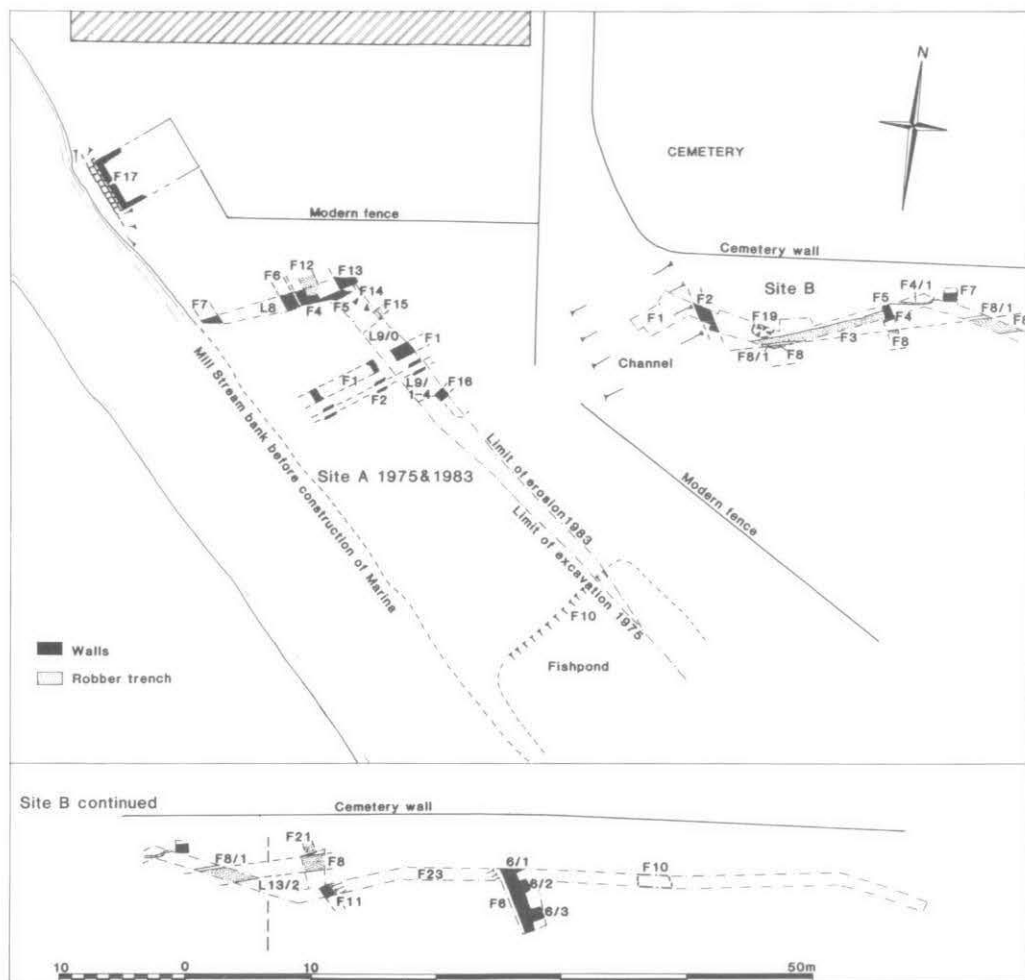 N
CEMETERY
F17
Modern fence
Cemetery wall
Site B
F12
F6
F13
F7
L8
F4
F5
F14
F15
L9/0
F1
F1
F2
L9/
1-4
F16
F1
F2
F19
F8/1
F8
F3
F5
F4
F4/1
F7
F8
F8/1
F8
Channel
Mill Stream bank before construction of Marina
Site A 1975&1983
Limit of erosion 1983
Limit of excavation 1975
Modern fence
F10
Fishpond
Walls
Robber trench
Site B continued
Cemetery wall
F21
F8/1
F8
L13/2
F11
F23
6/1
6/2
F6
6/3
F10
10 0 10 50m